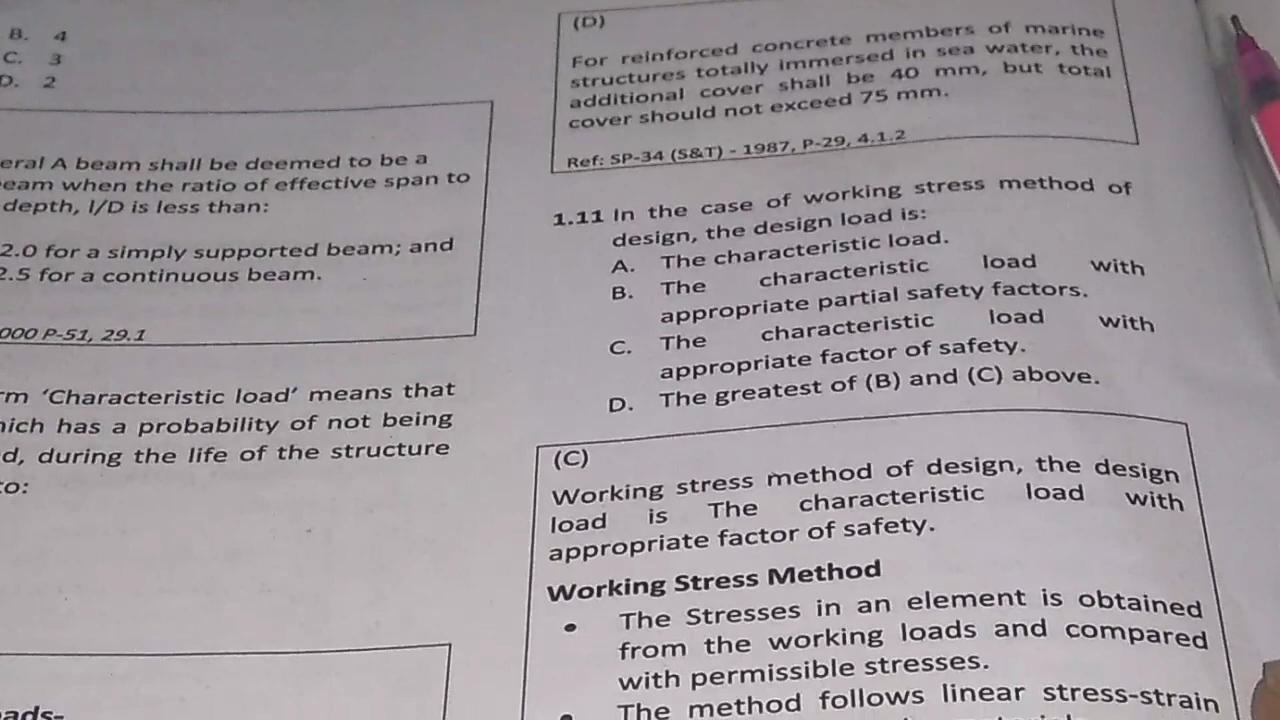 B. 4
C. 3
D. 2
A beam shall be deemed to be a
when the ratio of effective span to
depth, l/D is less than:
2.0 for a simply supported beam; and
2.5 for a continuous beam.
P-51, 29.1
‘Characteristic load’ means that
has a probability of not being
during the life of the structure
(D)
For reinforced concrete members of marine
structures totally immersed in sea water, the
additional cover shall be 40 mm, but total
cover should not exceed 75 mm.
Ref: SP-34 (S&T) - 1987, P-29, 4.1.2
1.11 In the case of working stress method of
design, the design load is:
A. The characteristic load.
B. The characteristic load with
appropriate partial safety factors.
C. The characteristic load with
appropriate factor of safety.
D. The greatest of (B) and (C) above.
(C)
Working stress method of design, the design
load is The characteristic load with
appropriate factor of safety.
Working Stress Method
• The Stresses in an element is obtained
from the working loads and compared
with permissible stresses.
• The method follows linear stress-strain